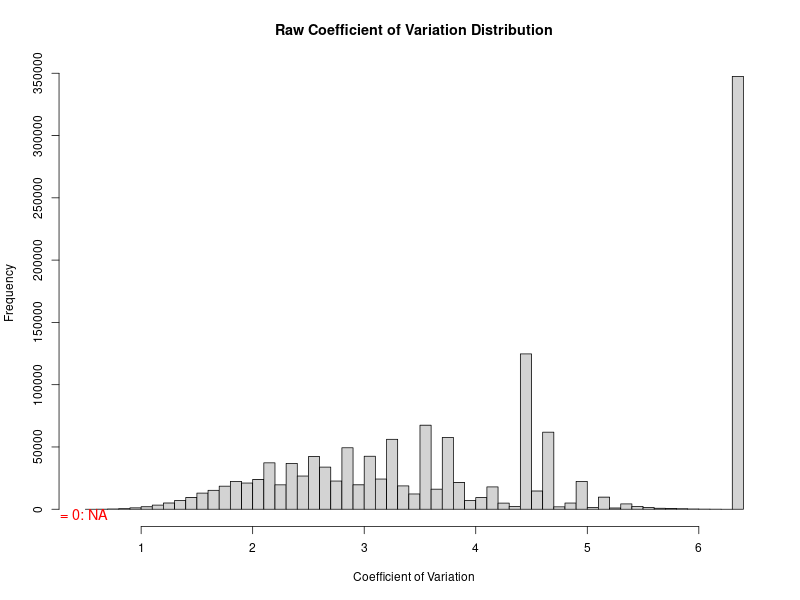 Raw Coefficient of Variation Distribution
Frequency
350000
300000
250000
200000
150000
100000
50000
0
= 0: NA
1 2 3 4 5 6
Coefficient of Variation